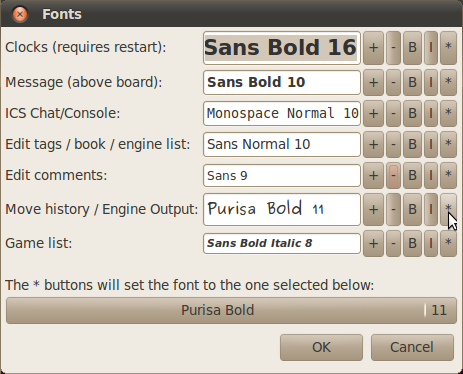 Fonts
Clocks (requires restart): Sans Bold 16 + - B I *
Message (above board): Sans Bold 10 + - B I *
ICS Chat/Console: Monospace Normal 10 + - B I *
Edit tags / book / engine list: Sans Normal 10 + - B I *
Edit comments: Sans 9 + - B I *
Move history / Engine Output: Purisa Bold 11 + - B I *
Game list: Sans Bold Italic 8 + - B I *
The * buttons will set the font to the one selected below:
Purisa Bold 11
OK Cancel